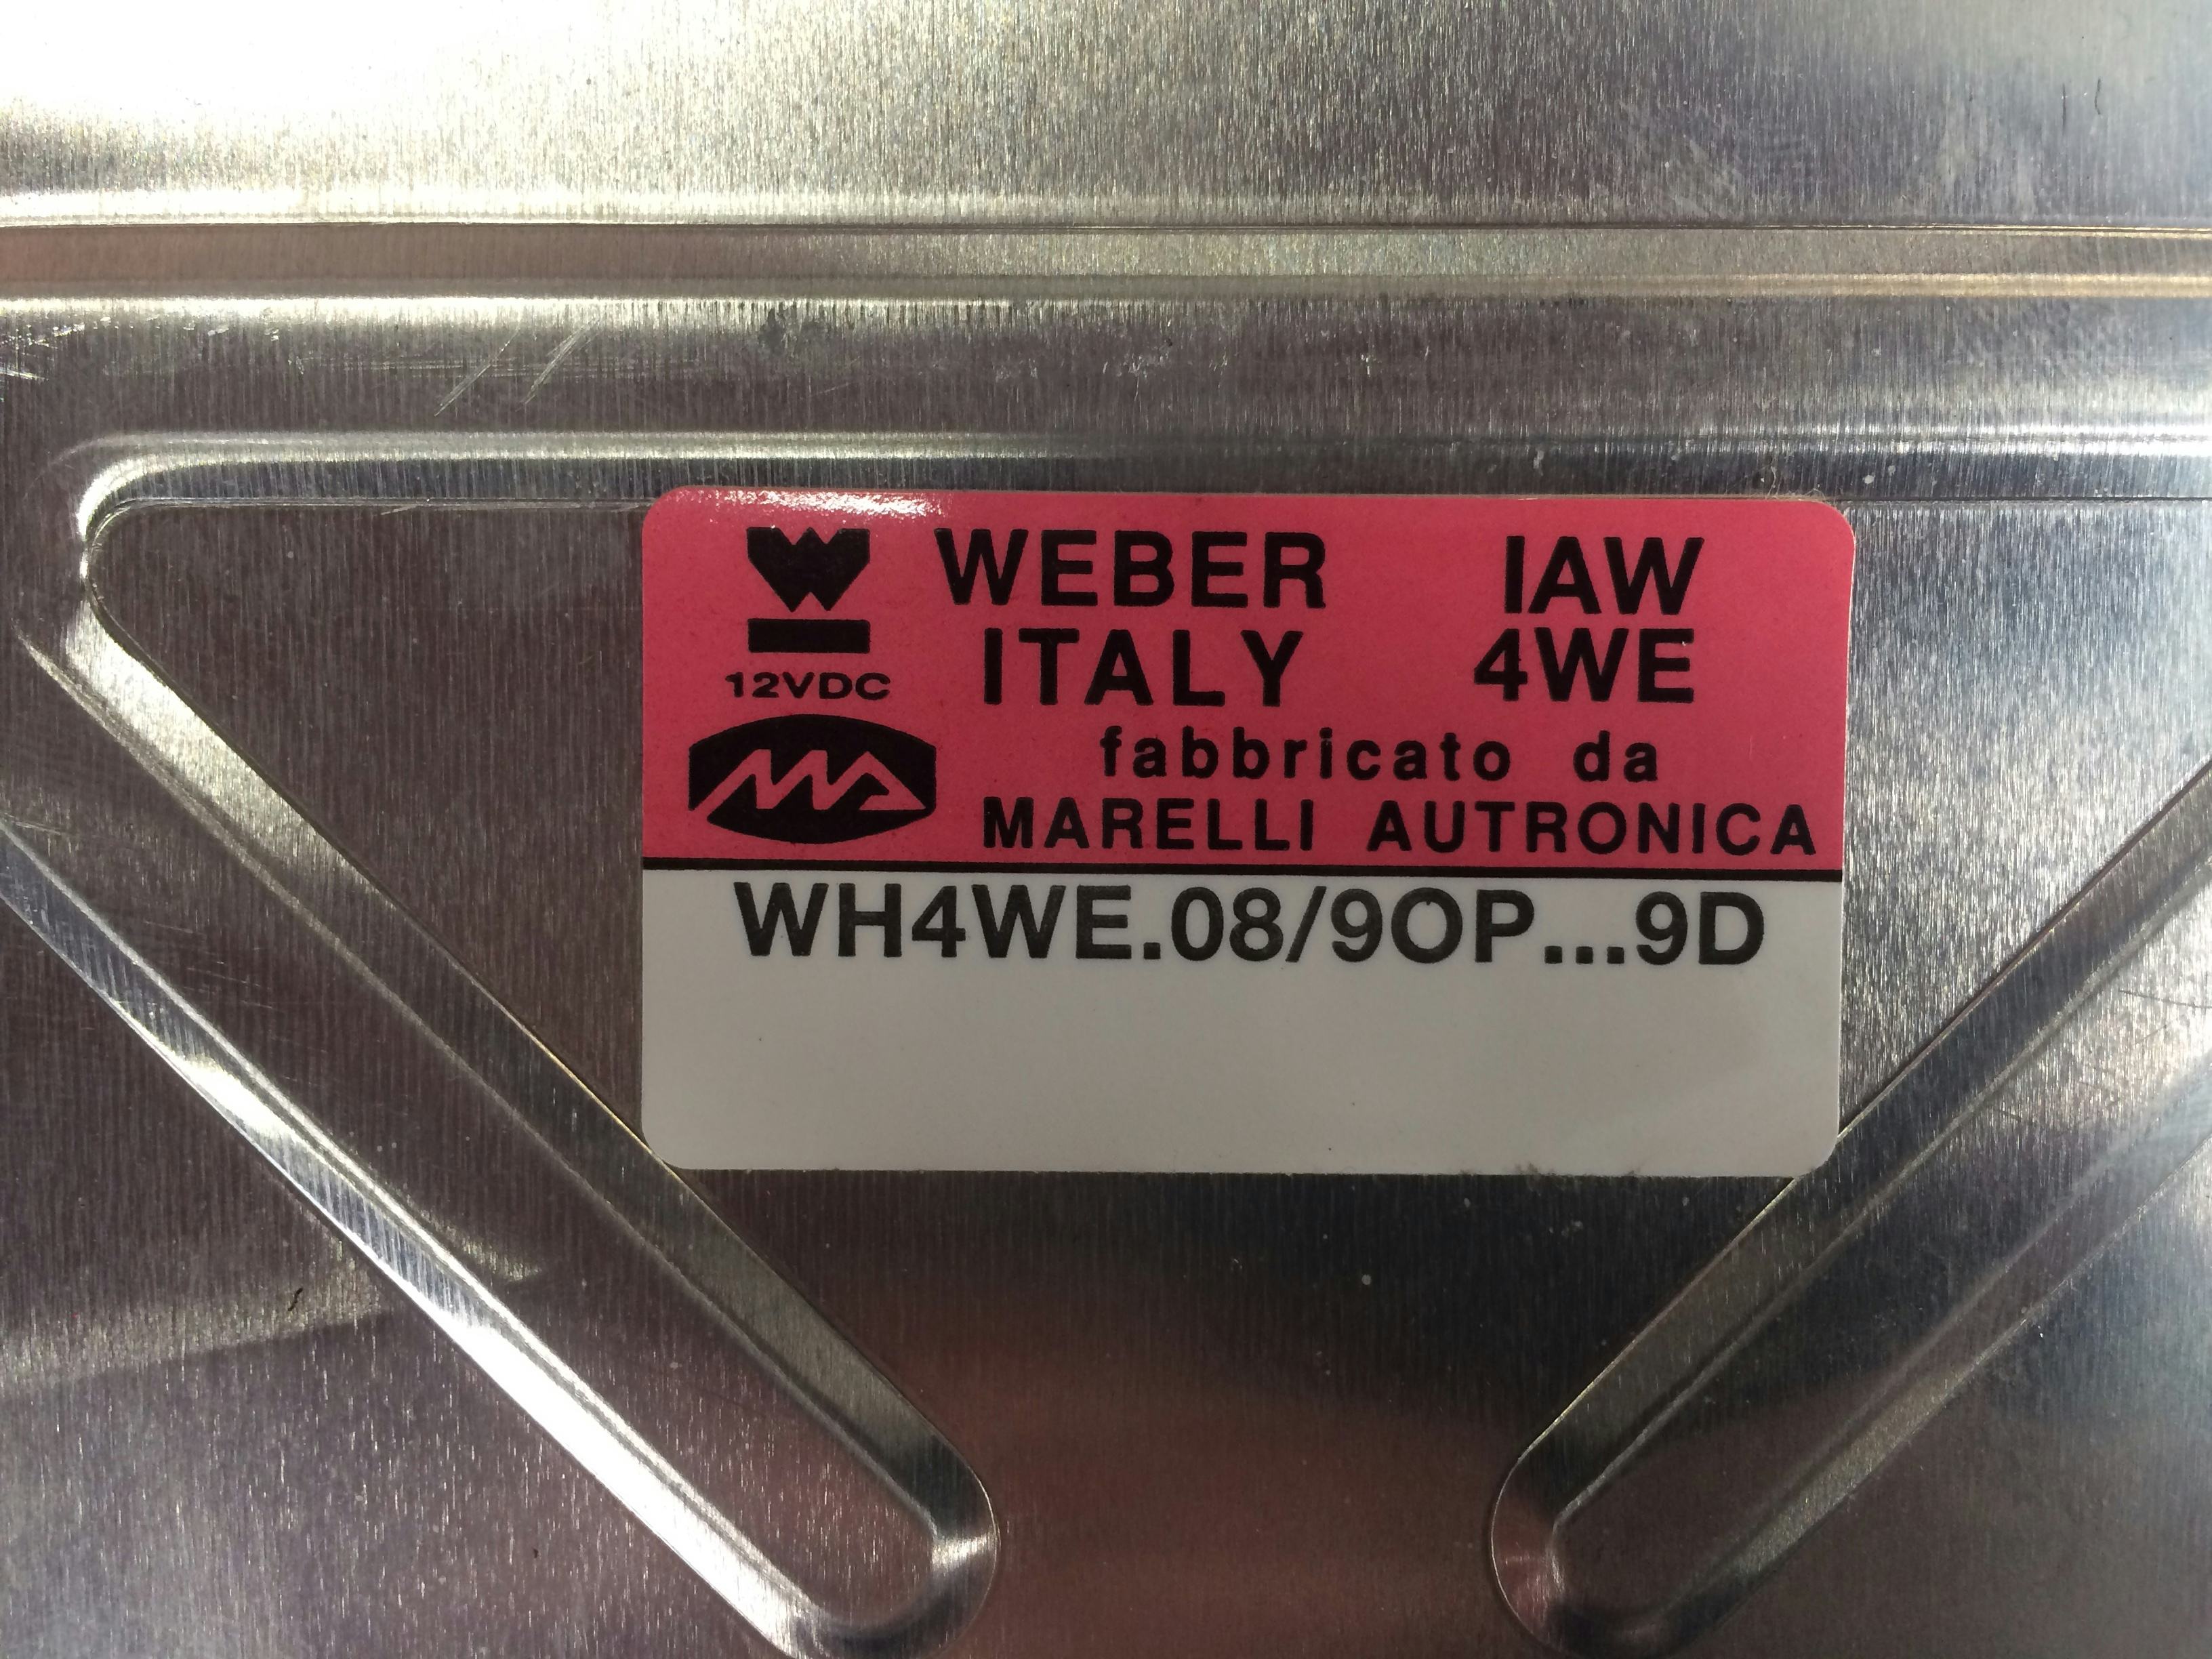 WEBER IAW
ITALY 4WE
12VDC
fabbricato da
MARELLI AUTRONICA
WH4WE.08/9OP...9D